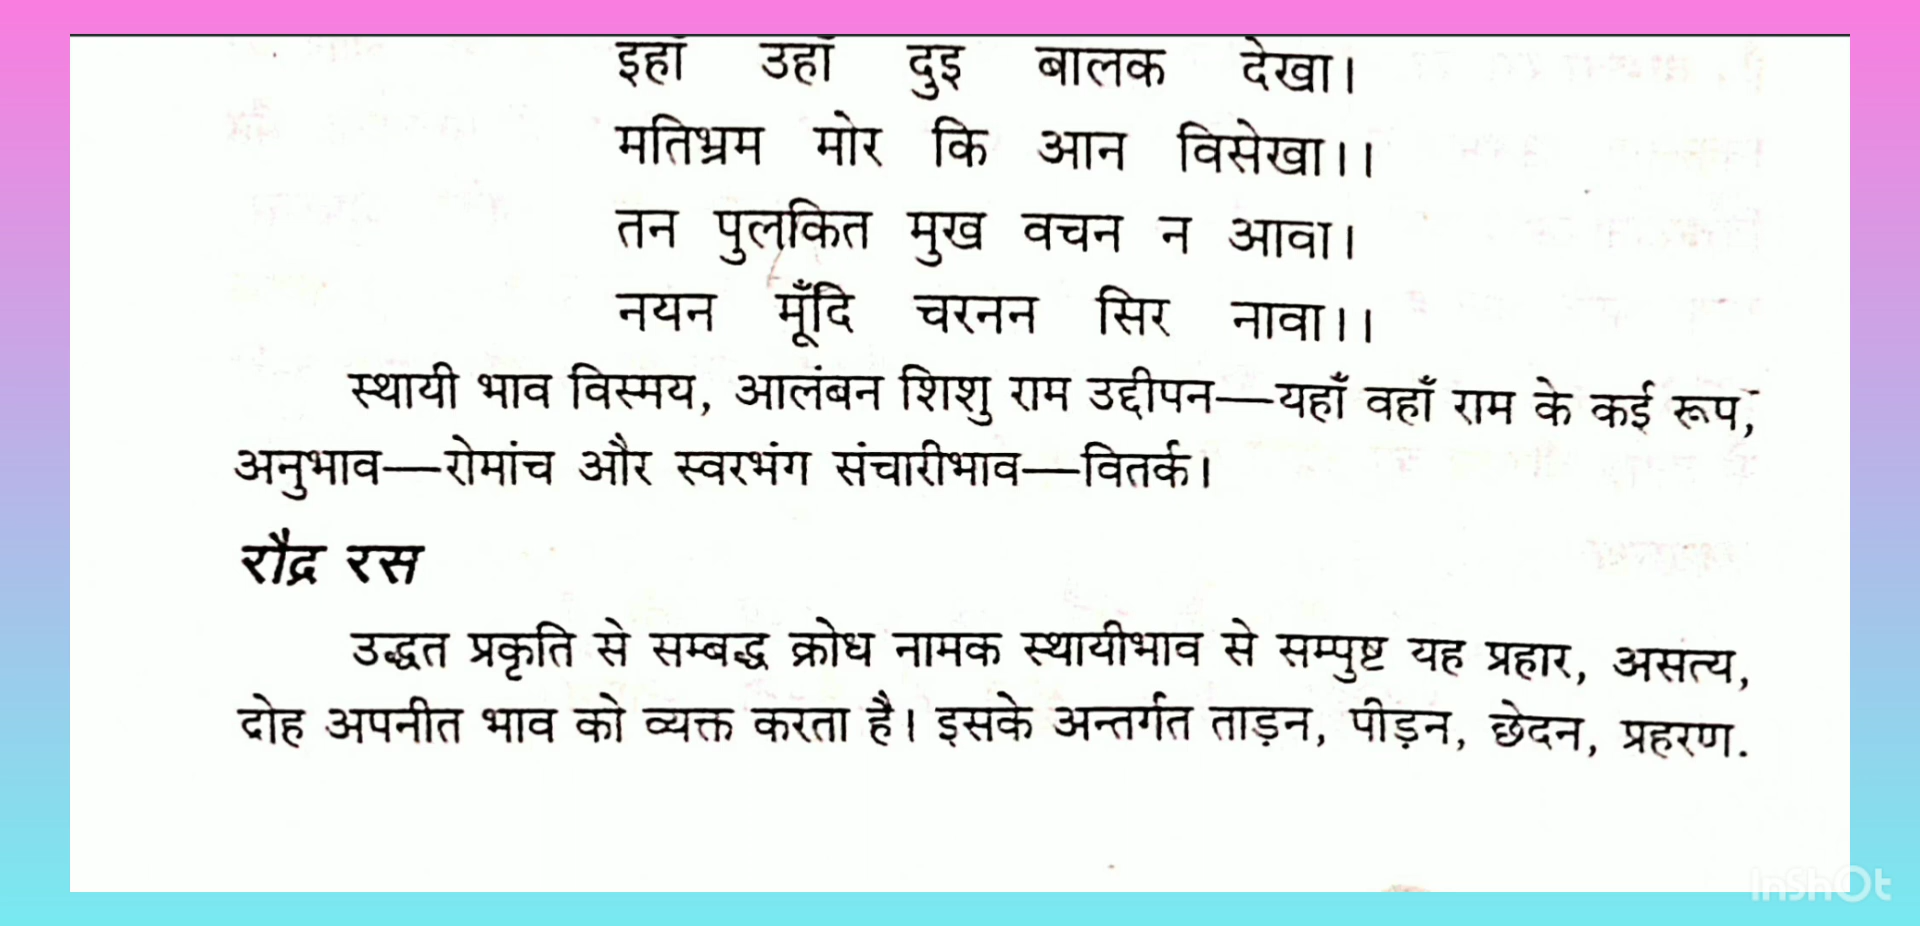 इहाँ उहाँ दुइ बालक देखा।
मतिभ्रम मोर कि आन विसेखा।।
तन पुलकित मुख वचन न आवा।
नयन मूँदि चरनन सिर नावा।।
स्थायी भाव विस्मय, आलंबन शिशु राम उद्दीपन—यहाँ वहाँ राम के कई रूप,
अनुभाव—रोमांच और स्वरभंग संचारीभाव—वितर्क।
रौद्र रस
उद्धत प्रकृति से सम्बद्ध क्रोध नामक स्थायीभाव से सम्पुष्ट यह प्रहार, असत्य,
दोह अपनीत भाव को व्यक्त करता है। इसके अन्तर्गत ताड़न, पीड़न, छेदन, प्रहरण.
InShOt